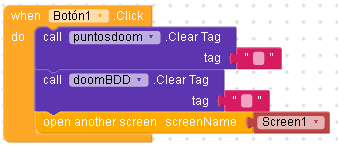 when Botón1 .Click
do call puntosdoom .Clear Tag
tag " "
call doomBDD .Clear Tag
tag " "
open another screen screenName Screen1